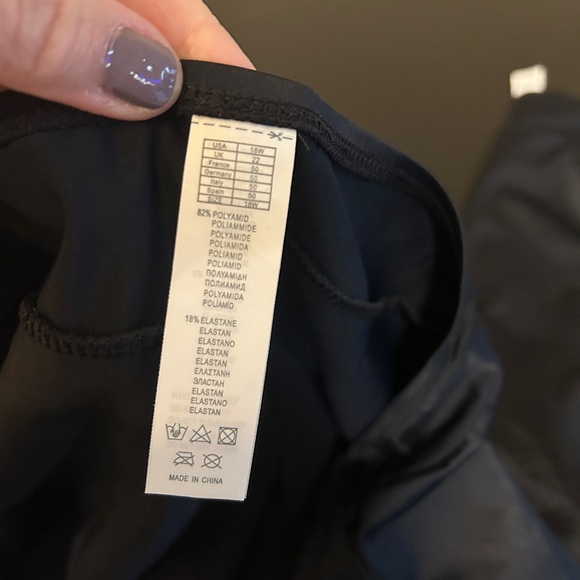 USA 18W
UK 22
France 50
Germany 50
Italy 50
Spain 50
SIZE 18W
82% POLYAMID
POLIAMMIDE
POLYAMIDE
POLIAMIDA
POLIAMID
POLIAMID
ΠΟΛΥΑΜΙΔΗ
ПОЛИАМИД
POLYAMIDA
POLIAMID
18% ELASTANE
ELASTAN
ELASTANO
ELASTAN
ELASTAN
ΕΛΑΣΤΑΝΗ
ЭЛАСТАН
ELASTAN
ELASTANO
ELASTAN
MADE IN CHINA